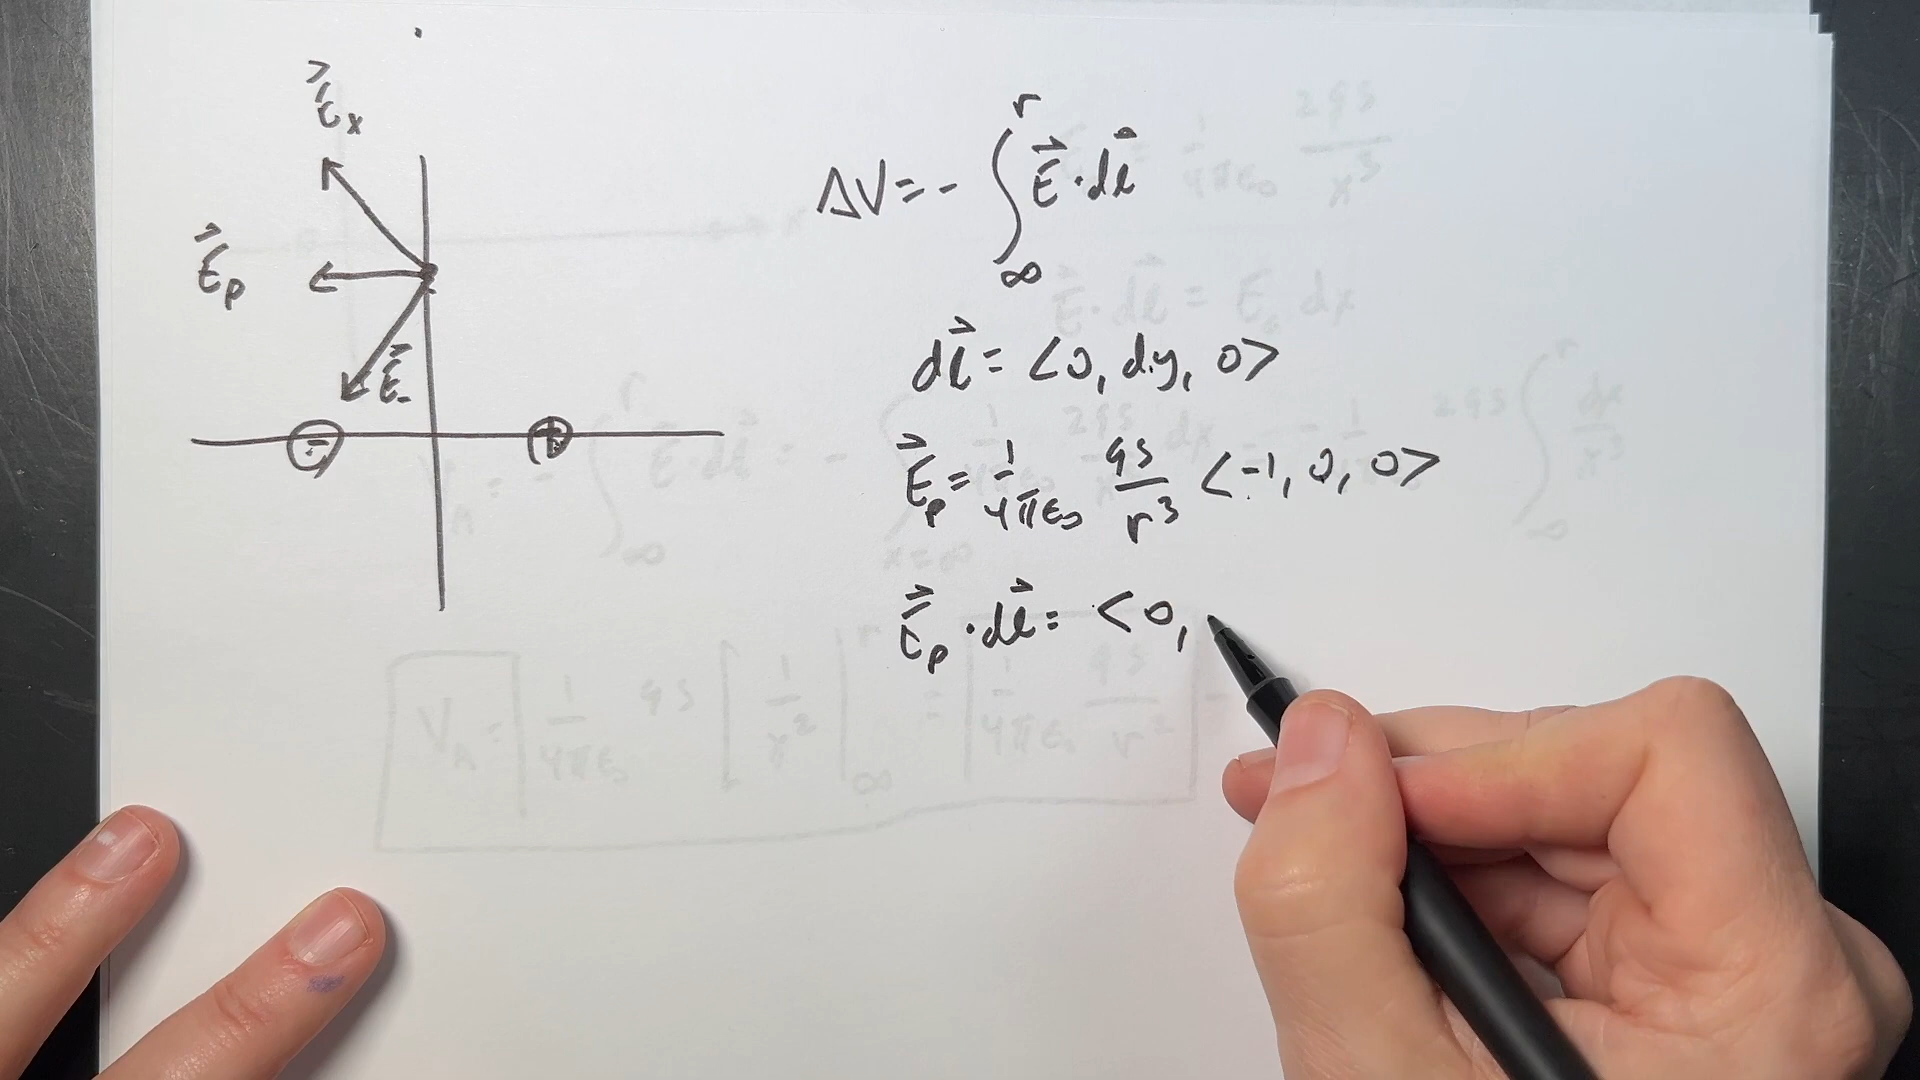 E⃗x
E⃗p
E⃗-
- +
ΔV = - ∫∞^r E⃗ · dl⃗
dl⃗ = <0, dy, 0>
E⃗p = 1/4πε₀ qs/r³ <-1, 0, 0>
E⃗p · dl⃗ = <0,